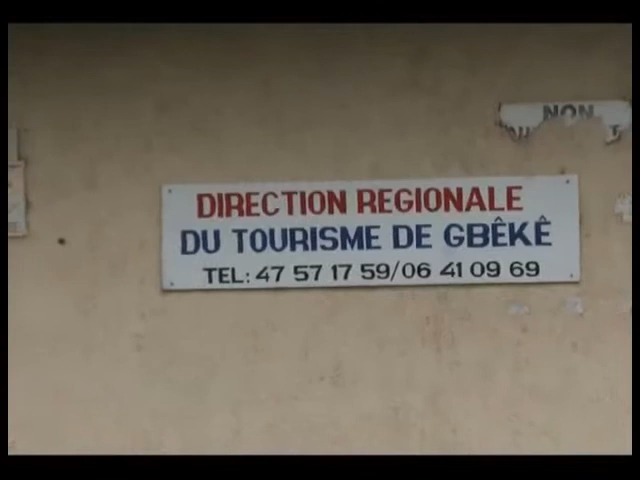 NON
DIRECTION REGIONALE
DU TOURISME DE GBÊKÊ
TEL: 47 57 17 59/06 41 09 69